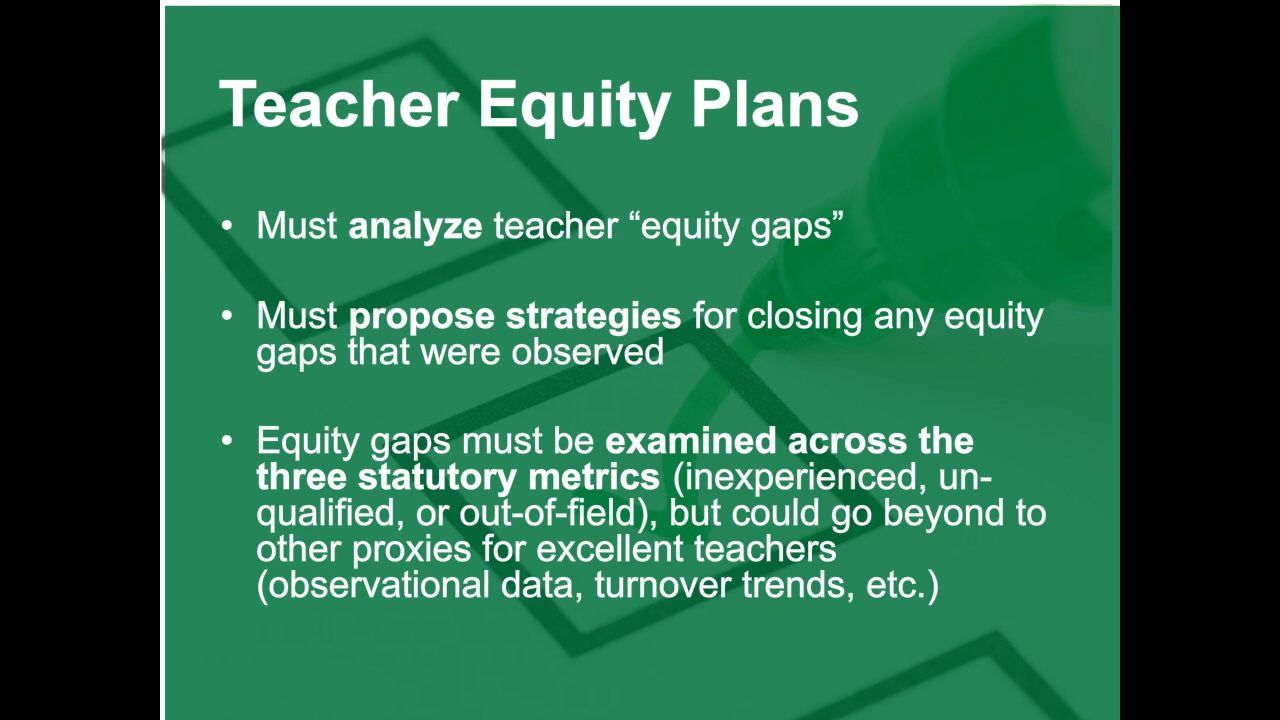 Teacher Equity Plans
• Must analyze teacher “equity gaps”
• Must propose strategies for closing any equity
gaps that were observed
• Equity gaps must be examined across the
three statutory metrics (inexperienced, un-
qualified, or out-of-field), but could go beyond to
other proxies for excellent teachers
(observational data, turnover trends, etc.)